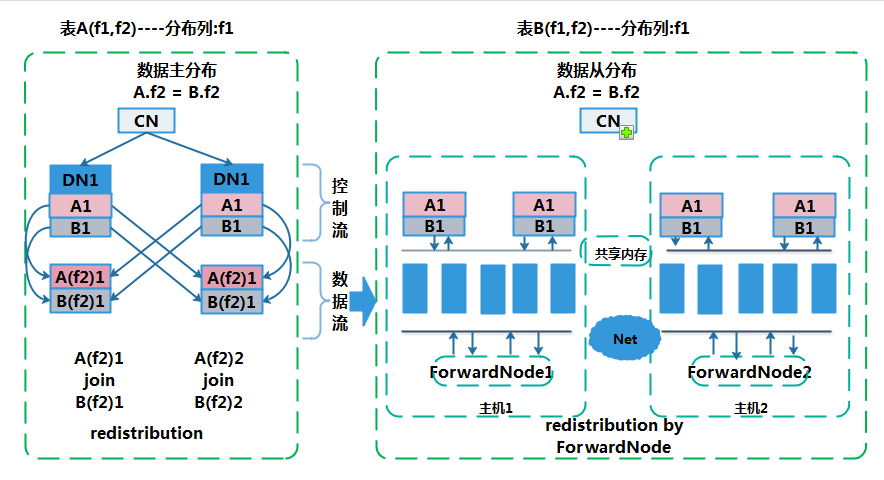 表A(f1,f2)----分布列:f1
数据主分布
A.f2 = B.f2
CN
DN1
DN1
A1
A1
B1
B1
控制流
A(f2)1
A(f2)1
B(f2)1
B(f2)1
数据流
A(f2)1
join
B(f2)1
A(f2)2
join
B(f2)2
redistribution
表B(f1,f2)----分布列:f1
数据从分布
A.f2 = B.f2
CN
A1
A1
A1
A1
B1
B1
B1
B1
共享内存
Net
ForwardNode1
ForwardNode2
主机1
主机2
redistribution by
ForwardNode